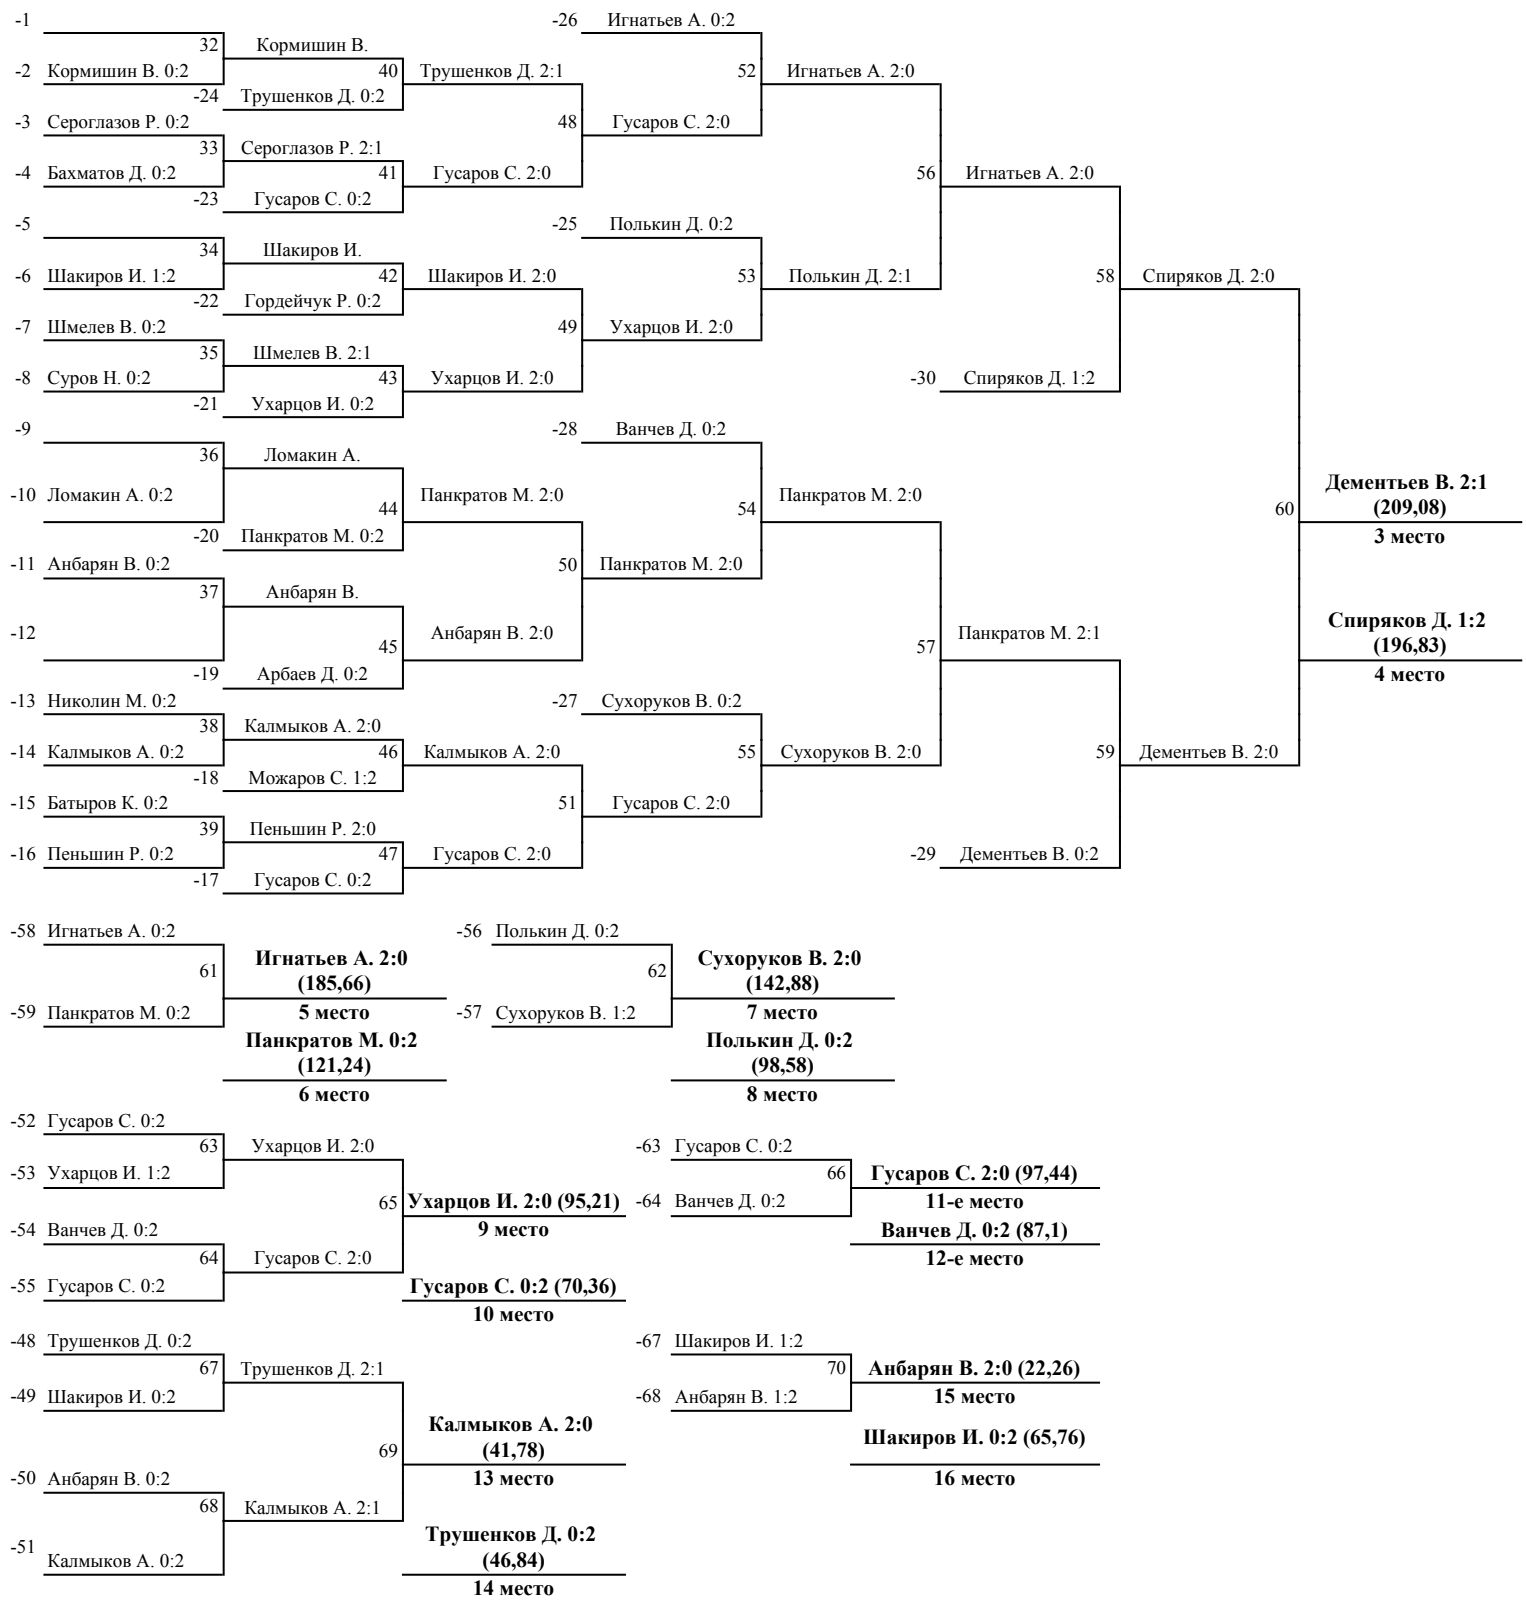 -1
-26 Игнатьев А. 0:2
32 Кормишин В.
-2 Кормишин В. 0:2 40 Трушенков Д. 2:1 52 Игнатьев А. 2:0
-24 Трушенков Д. 0:2
-3 Сероглазов Р. 0:2 48 Гусаров С. 2:0
33 Сероглазов Р. 2:1
-4 Бахматов Д. 0:2 41 Гусаров С. 2:0 56 Игнатьев А. 2:0
-23 Гусаров С. 0:2
-5 -25 Полькин Д. 0:2
34 Шакиров И.
-6 Шакиров И. 1:2 42 Шакиров И. 2:0 53 Полькин Д. 2:1 58 Спиряков Д. 2:0
-22 Гордейчук Р. 0:2
-7 Шмелев В. 0:2 49 Ухарцов И. 2:0
35 Шмелев В. 2:1
-8 Суров Н. 0:2 43 Ухарцов И. 2:0 -30 Спиряков Д. 1:2
-21 Ухарцов И. 0:2
-9 -28 Ванчев Д. 0:2
36 Ломакин А.
Дементьев В. 2:1
-10 Ломакин А. 0:2 Панкратов М. 2:0 Панкратов М. 2:0
44 54 60 (209,08)
-20 Панкратов М. 0:2 3 место
-11 Анбарян В. 0:2 50 Панкратов М. 2:0
37 Анбарян В.
Спиряков Д. 1:2
-12 Анбарян В. 2:0 Панкратов М. 2:1
45 57 (196,83)
-19 Арбаев Д. 0:2 4 место
-13 Николин М. 0:2 -27 Сухоруков В. 0:2
38 Калмыков А. 2:0
-14 Калмыков А. 0:2 46 Калмыков А. 2:0 55 Сухоруков В. 2:0 59 Дементьев В. 2:0
-18 Можаров С. 1:2
-15 Батыров К. 0:2 51 Гусаров С. 2:0
39 Пеньшин Р. 2:0
-16 Пеньшин Р. 0:2 47 Гусаров С. 2:0 -29 Дементьев В. 0:2
-17 Гусаров С. 0:2
-58 Игнатьев А. 0:2 -56 Полькин Д. 0:2
Игнатьев А. 2:0 Сухоруков В. 2:0
61 (185,66) 62 (142,88)
-59 Панкратов М. 0:2 5 место -57 Сухоруков В. 1:2 7 место
Панкратов М. 0:2 Полькин Д. 0:2
(121,24) (98,58)
6 место 8 место
-52 Гусаров С. 0:2
63 Ухарцов И. 2:0 -63 Гусаров С. 0:2
-53 Ухарцов И. 1:2 66 Гусаров С. 2:0 (97,44)
65 Ухарцов И. 2:0 (95,21) -64 Ванчев Д. 0:2 11-е место
-54 Ванчев Д. 0:2 9 место Ванчев Д. 0:2 (87,1)
64 Гусаров С. 2:0 12-е место
-55 Гусаров С. 0:2 Гусаров С. 0:2 (70,36)
10 место
-48 Трушенков Д. 0:2 -67 Шакиров И. 1:2
67 Трушенков Д. 2:1 70 Анбарян В. 2:0 (22,26)
-49 Шакиров И. 0:2 -68 Анбарян В. 1:2 15 место
Калмыков А. 2:0 Шакиров И. 0:2 (65,76)
69 (41,78)
-50 Анбарян В. 0:2 13 место 16 место
68 Калмыков А. 2:1
Трушенков Д. 0:2
-51 Калмыков А. 0:2 (46,84)
14 место